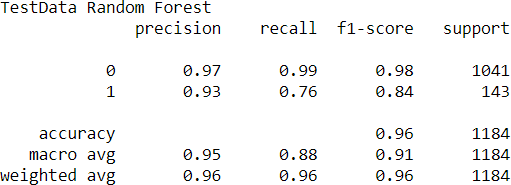 TestData Random Forest
precision recall f1-score support
0 0.97 0.99 0.98 1041
1 0.93 0.76 0.84 143
accuracy 0.96 1184
macro avg 0.95 0.88 0.91 1184
weighted avg 0.96 0.96 0.96 1184